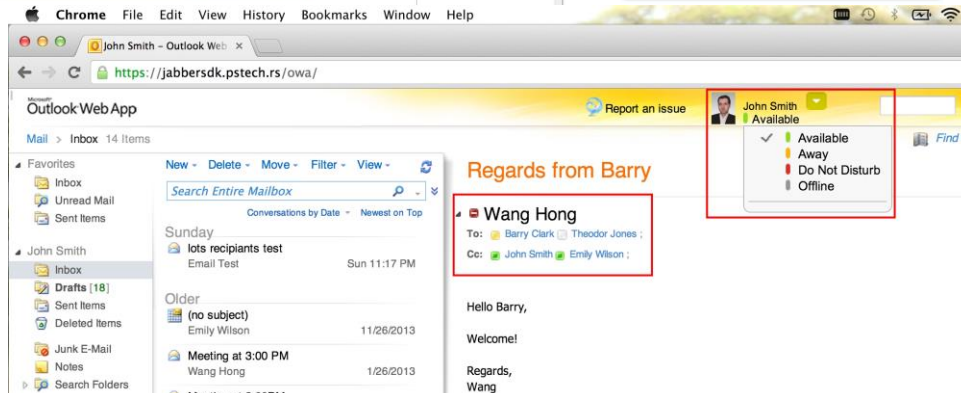 Chrome File Edit View History Bookmarks Window Help
John Smith - Outlook Web
https://jabbersdk.pstech.rs/owa/
Microsoft
Outlook Web App
Report an issue
John Smith
Available
Mail > Inbox 14 Items
Available
Away
Do Not Disturb
Offline
Find
Favorites
Inbox
Unread Mail
Sent Items
John Smith
Inbox
Drafts [18]
Sent Items
Deleted Items
Junk E-Mail
Notes
Search Folders
New Delete Move Filter View
Search Entire Mailbox
Conversations by Date Newest on Top
Sunday
lots recipiants test
Email Test Sun 11:17 PM
Older
(no subject)
Emily Wilson 11/26/2013
Meeting at 3:00 PM
Wang Hong 1/26/2013
Regards from Barry
Wang Hong
To: Barry Clark Theodor Jones ;
Cc: John Smith Emily Wilson ;
Hello Barry,
Welcome!
Regards,
Wang